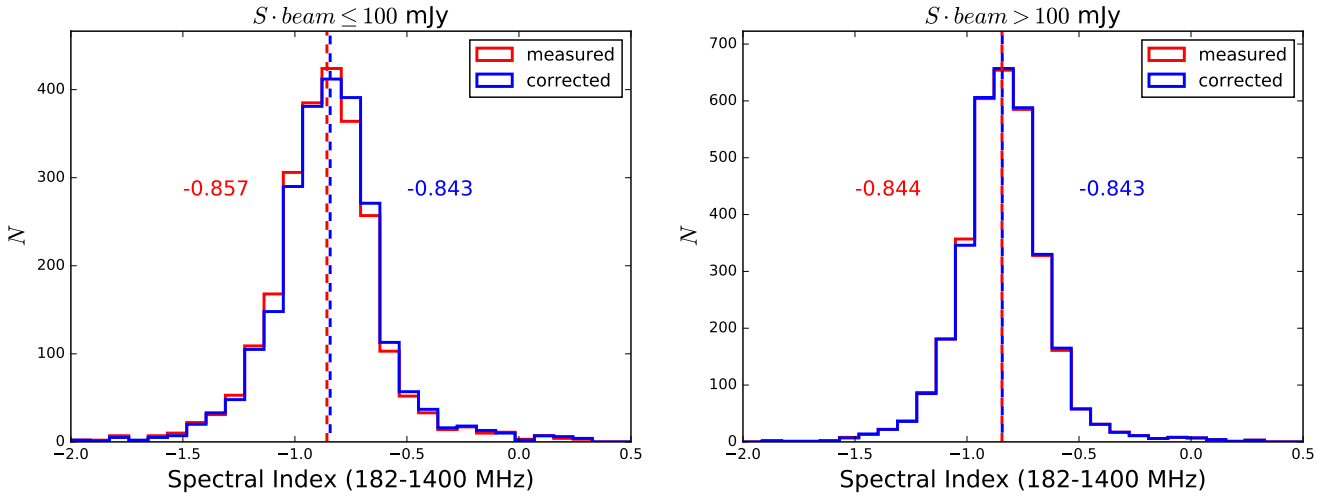 S · beam ≤ 100 mJy
measured
corrected
-0.857
-0.843
N
400
300
200
100
0
−2.0 −1.5 −1.0 −0.5 0.0 0.5
Spectral Index (182-1400 MHz)
S · beam > 100 mJy
measured
corrected
-0.844
-0.843
N
700
600
500
400
300
200
100
0
−2.0 −1.5 −1.0 −0.5 0.0 0.5
Spectral Index (182-1400 MHz)